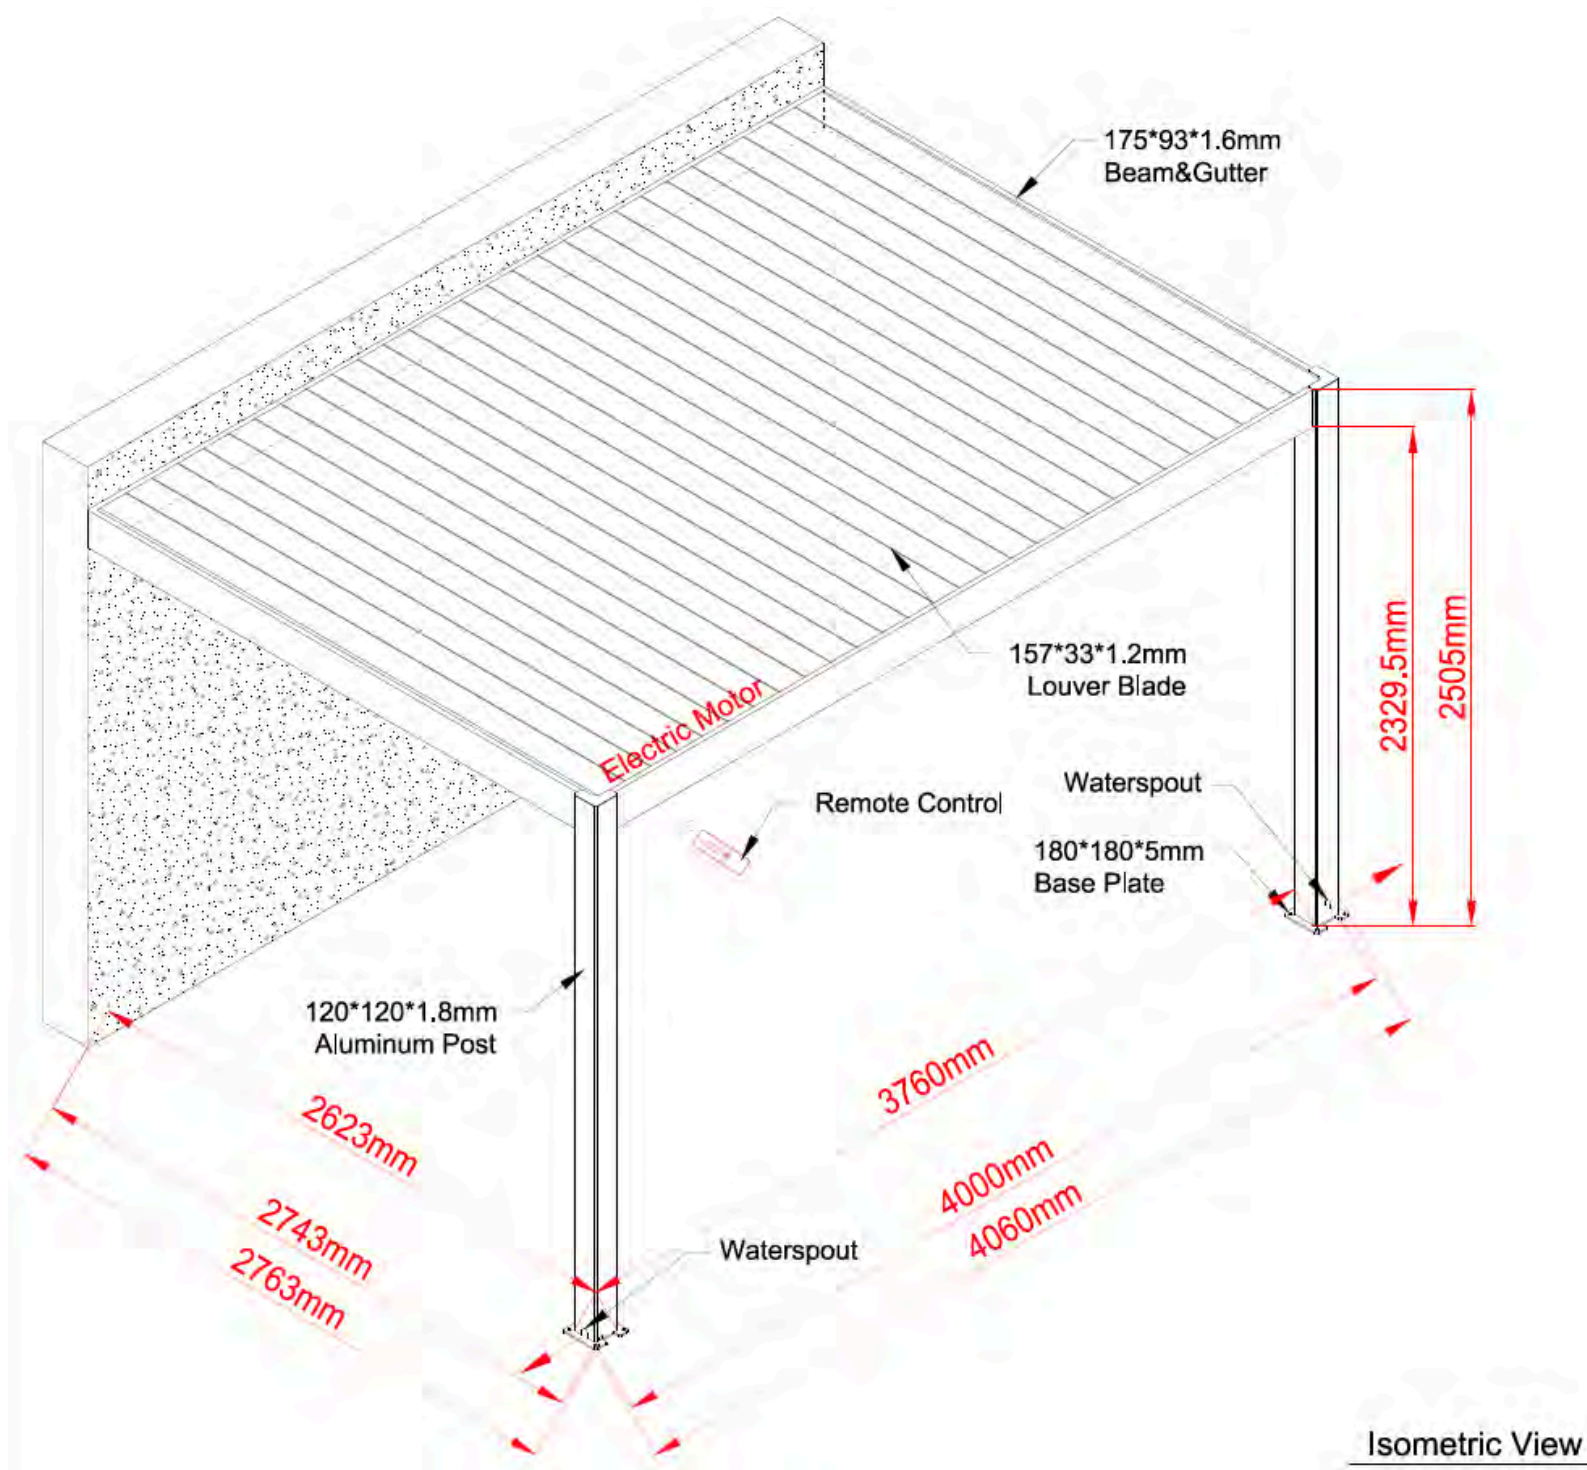 175*93*1.6mm
Beam&Gutter
157*33*1.2mm
Louver Blade
Electric Motor
Remote Control
Waterspout
180*180*5mm
Base Plate
2329.5mm
2505mm
120*120*1.8mm
Aluminum Post
2623mm
2743mm
2763mm
3760mm
4000mm
4060mm
Waterspout
Isometric View